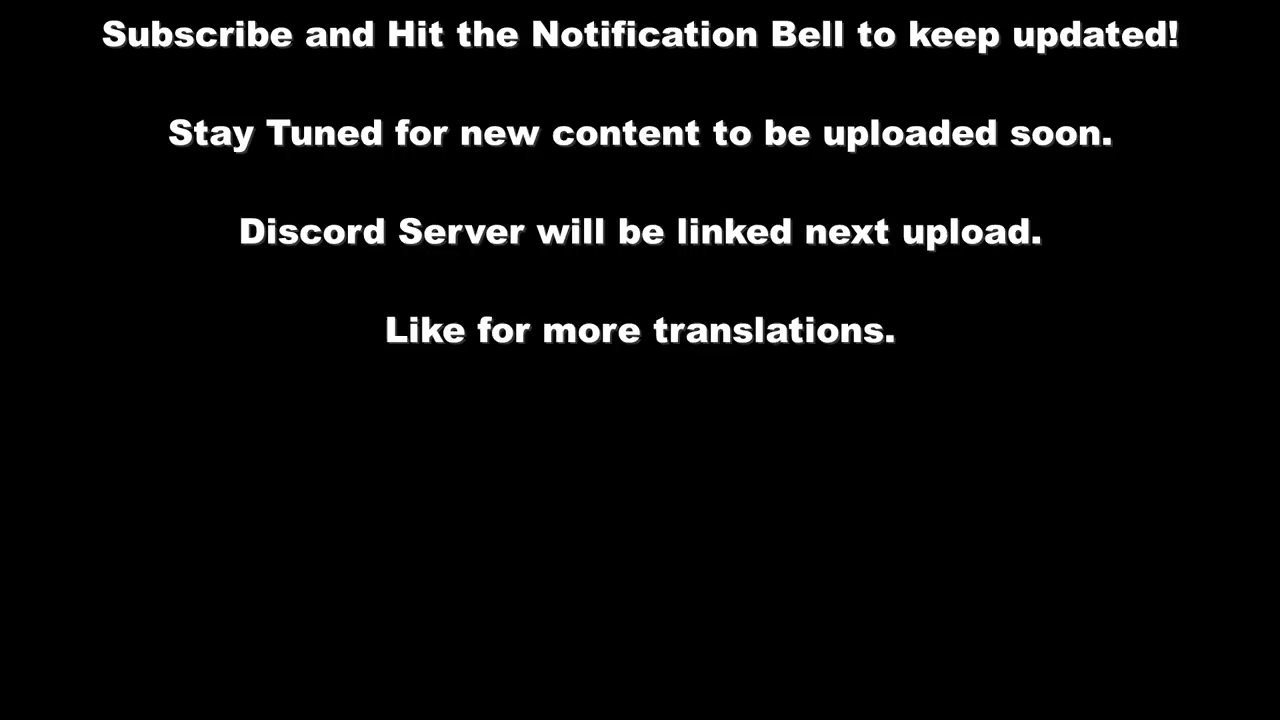 Subscribe and Hit the Notification Bell to keep updated!
Stay Tuned for new content to be uploaded soon.
Discord Server will be linked next upload.
Like for more translations.